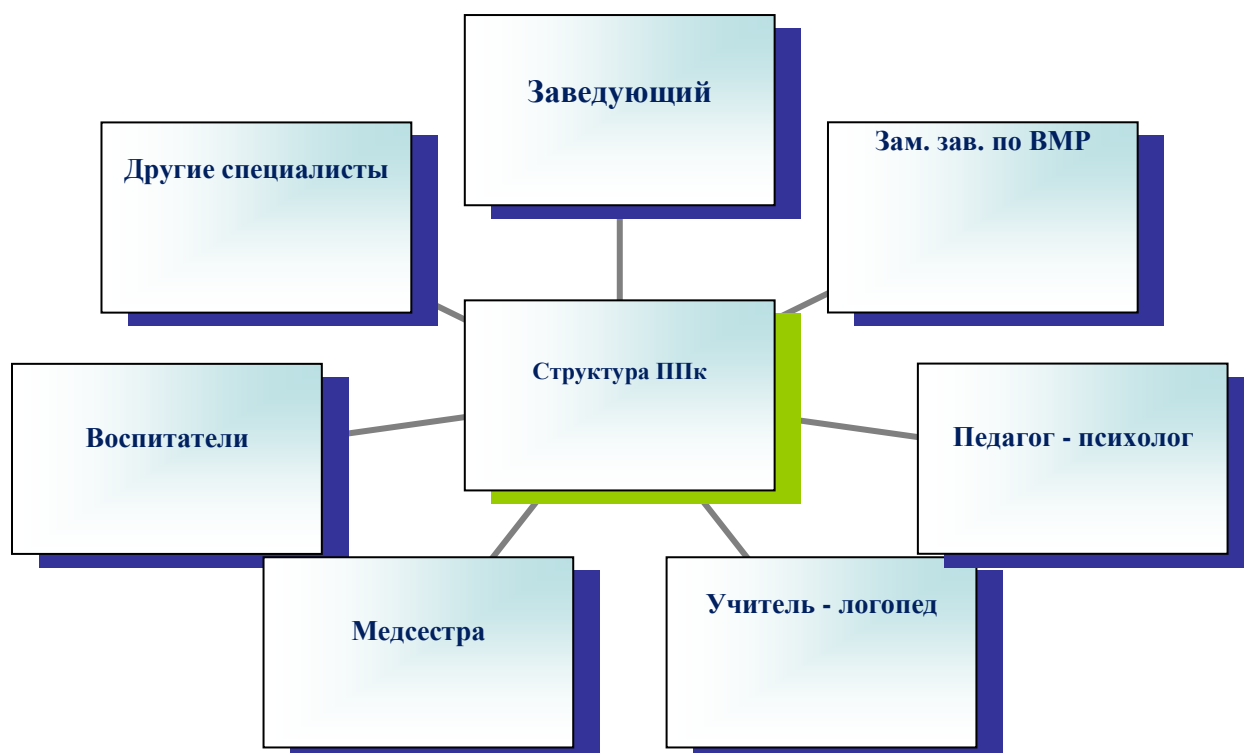 Заведующий
Зам. зав. по ВМР
Другие специалисты
Структура ППк
Воспитатели
Педагог - психолог
Медсестра
Учитель - логопед